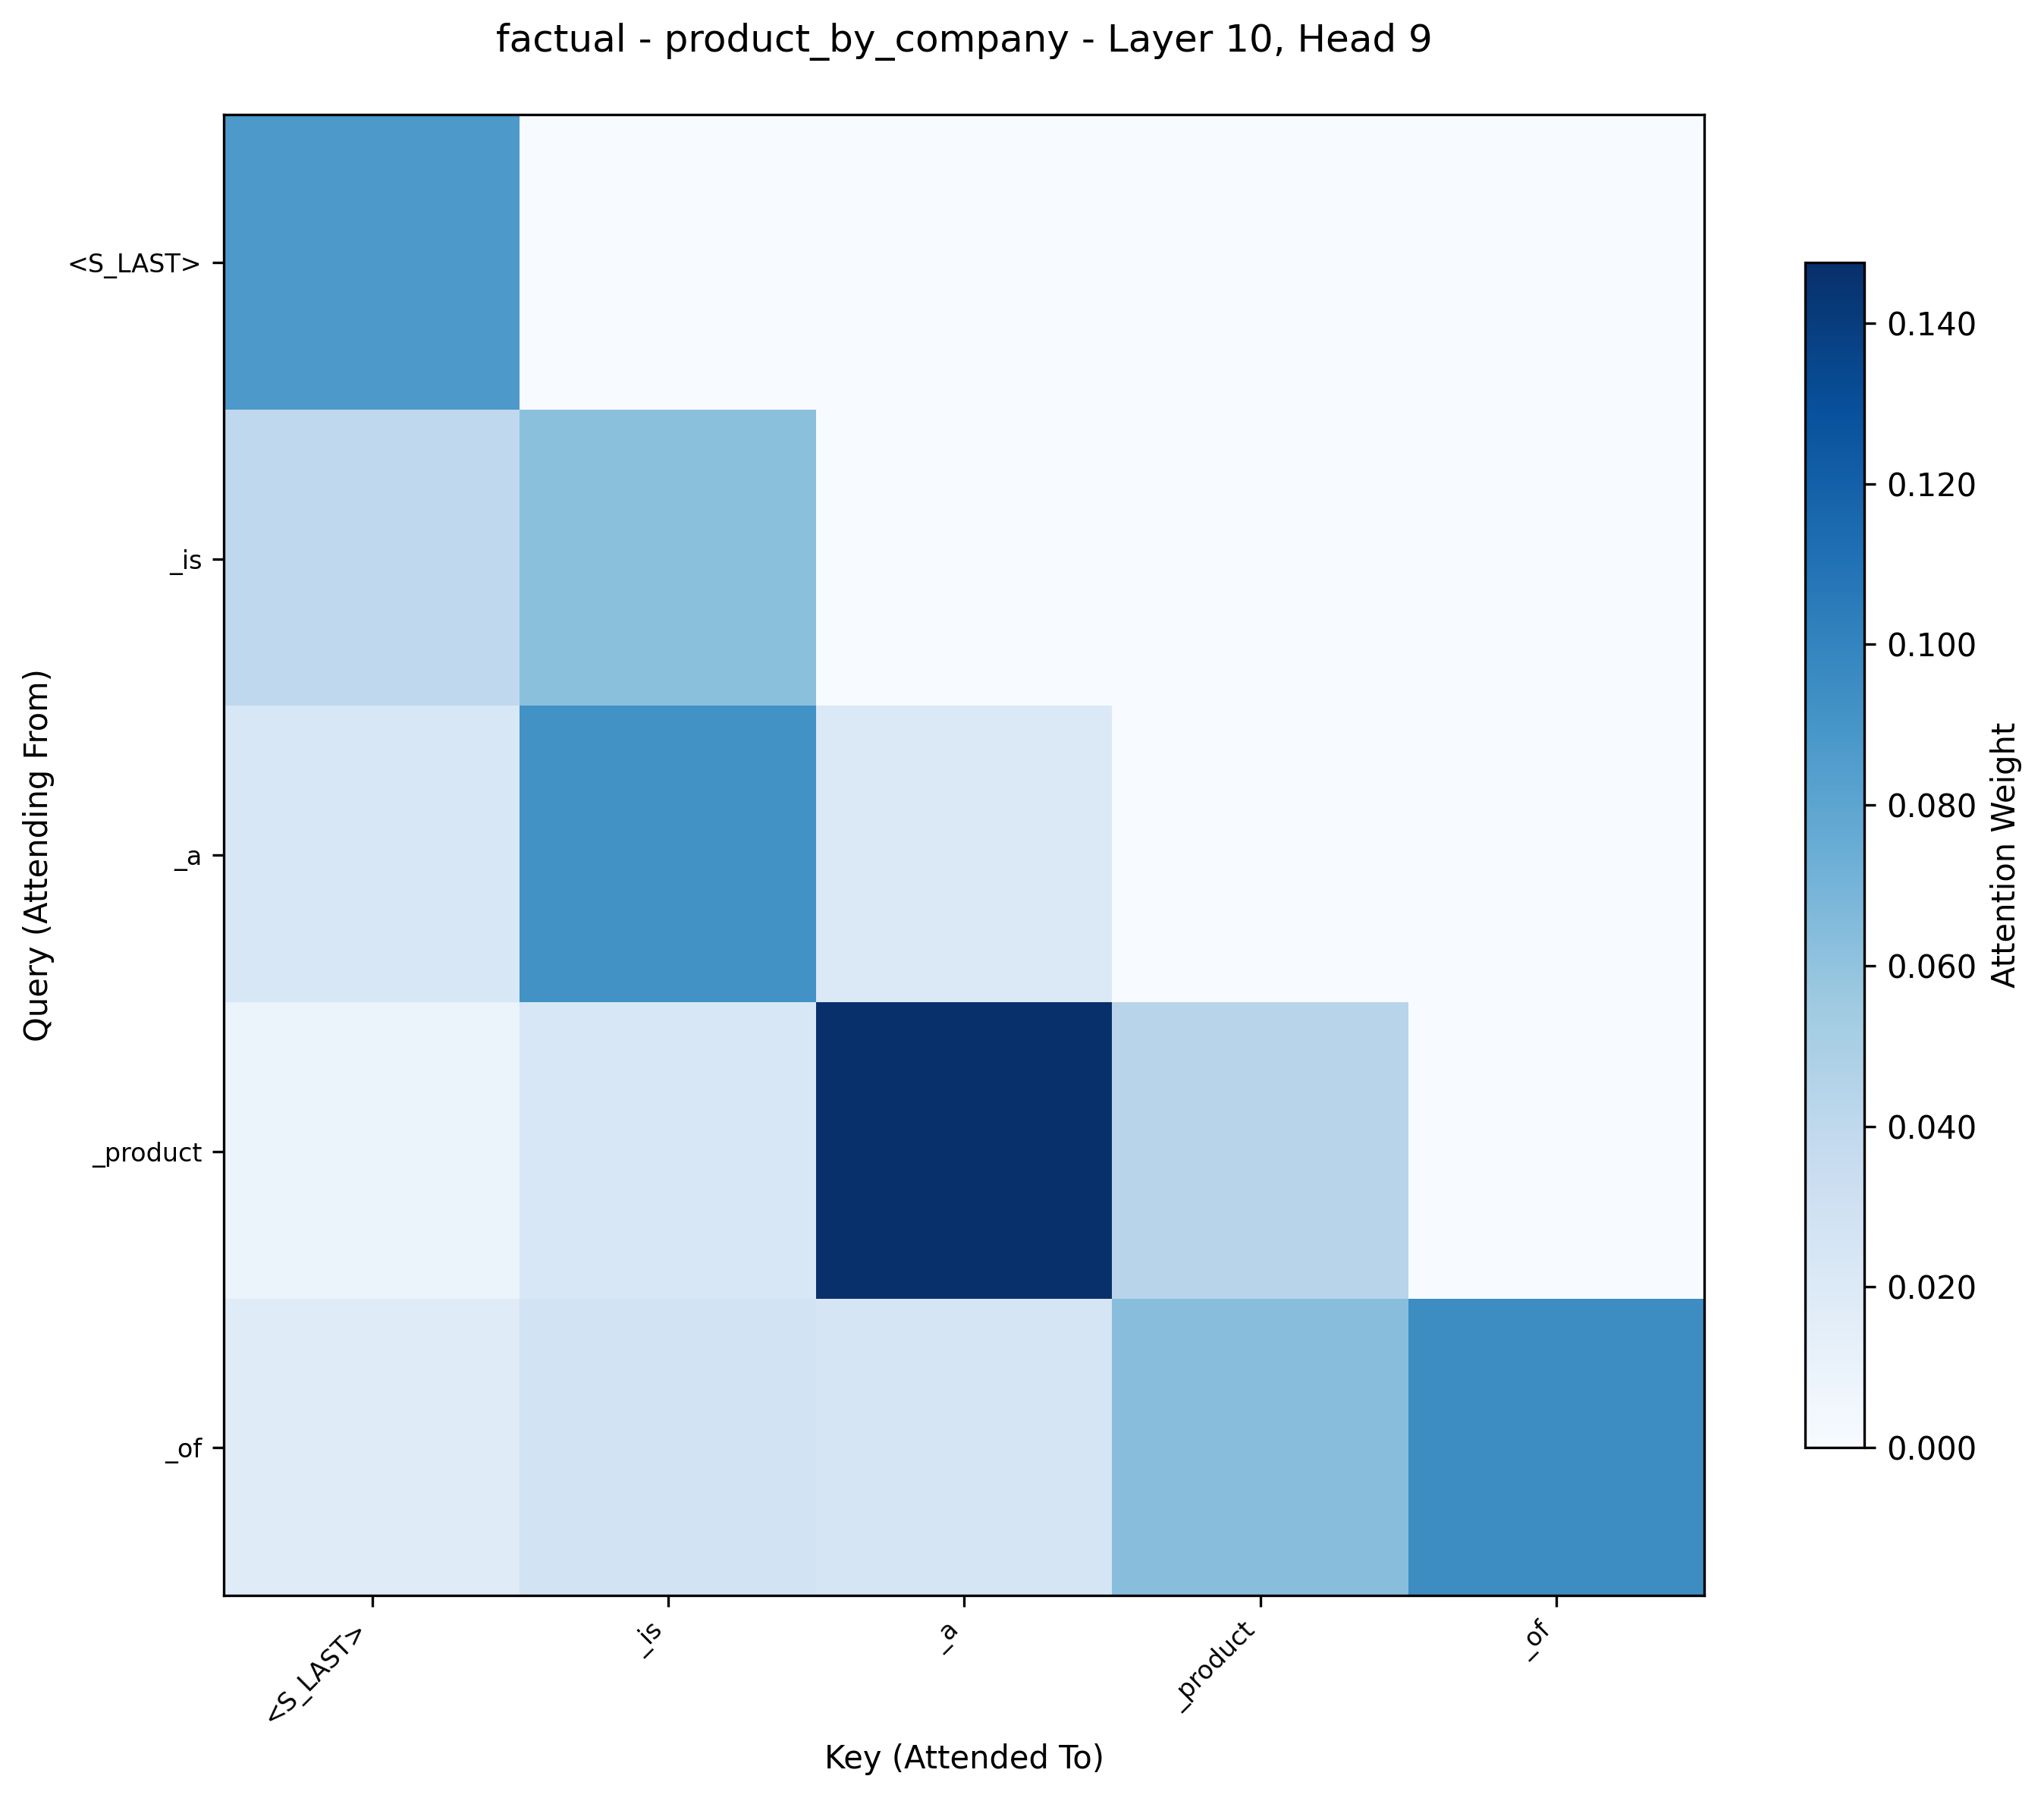 factual - product_by_company - Layer 10, Head 9
<S_LAST>
_is
_a
_product
_of
Query (Attending From)
<S_LAST>
_is
_a
_product
_of
Key (Attended To)
0.140
0.120
0.100
0.080
0.060
0.040
0.020
0.000
Attention Weight